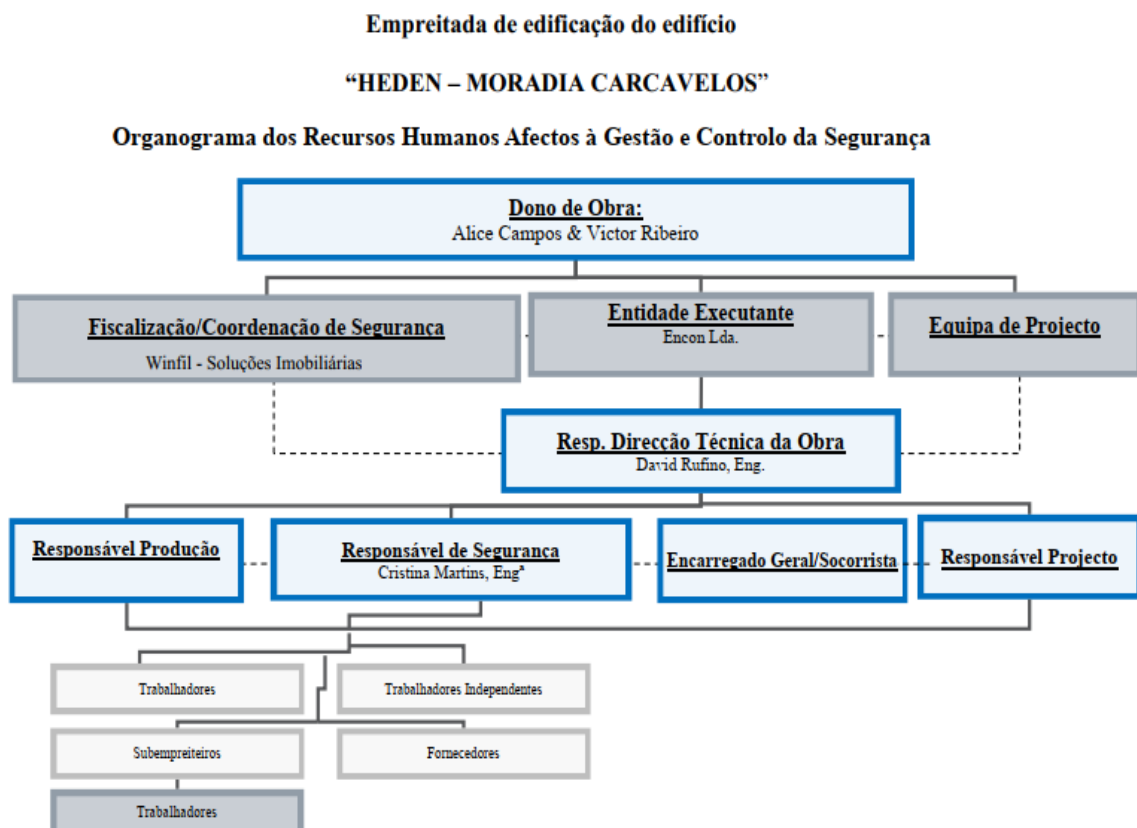 Empreitada de edificação do edifício
“HEDEN – MORADIA CARCAVELOS”
Organograma dos Recursos Humanos Afectos à Gestão e Controlo da Segurança
Dono de Obra:
Alice Campos & Victor Ribeiro
Fiscalização/Coordenação de Segurança
Winfil - Soluções Imobiliárias
Entidade Executante
Encon Lda.
Equipa de Projecto
Resp. Direcção Técnica da Obra
David Rufino, Eng.
Responsável Produção
Responsável de Segurança
Cristina Martins, Engª
Encarregado Geral/Socorrista
Responsável Projecto
Trabalhadores
Trabalhadores Independentes
Subempreiteiros
Fornecedores
Trabalhadores